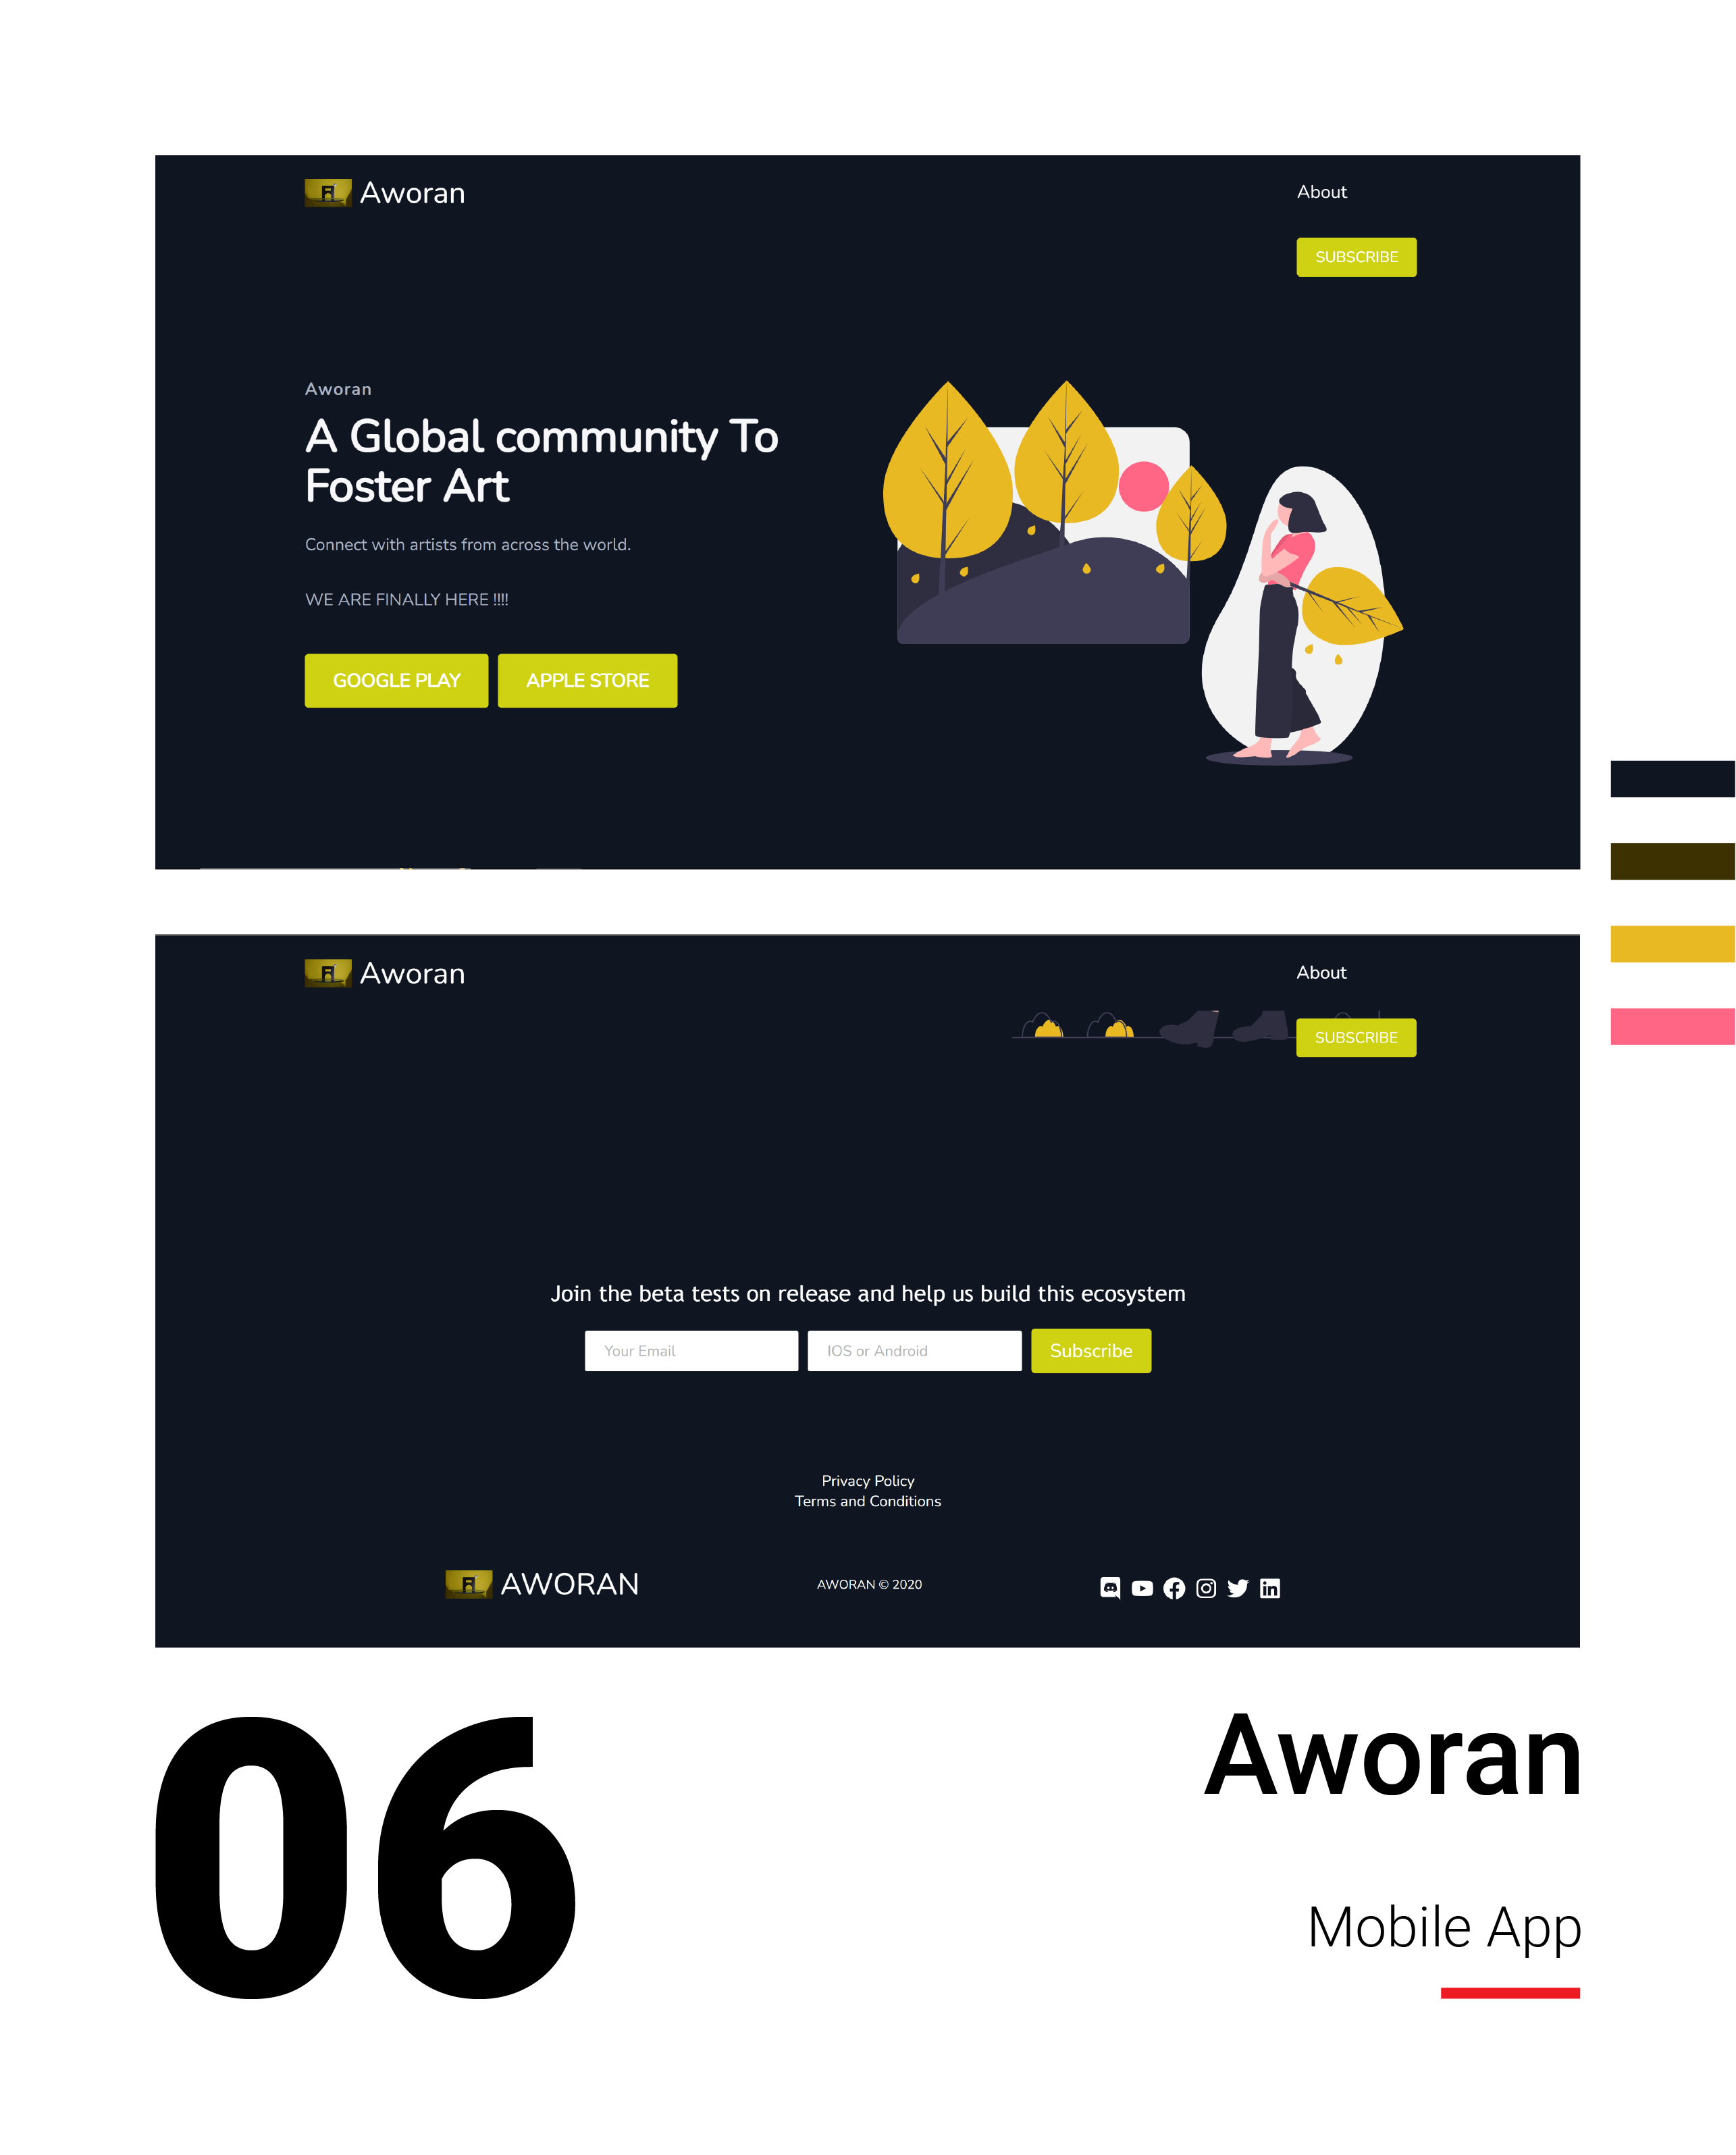 Aworan
About
SUBSCRIBE
Aworan
A Global community To
Foster Art
Connect with artists from across the world.
WE ARE FINALLY HERE !!!!
GOOGLE PLAY
APPLE STORE
Aworan
About
SUBSCRIBE
Join the beta tests on release and help us build this ecosystem
Your Email
IOS or Android
Subscribe
Privacy Policy
Terms and Conditions
AWORAN
AWORAN © 2020
06
Aworan
Mobile App